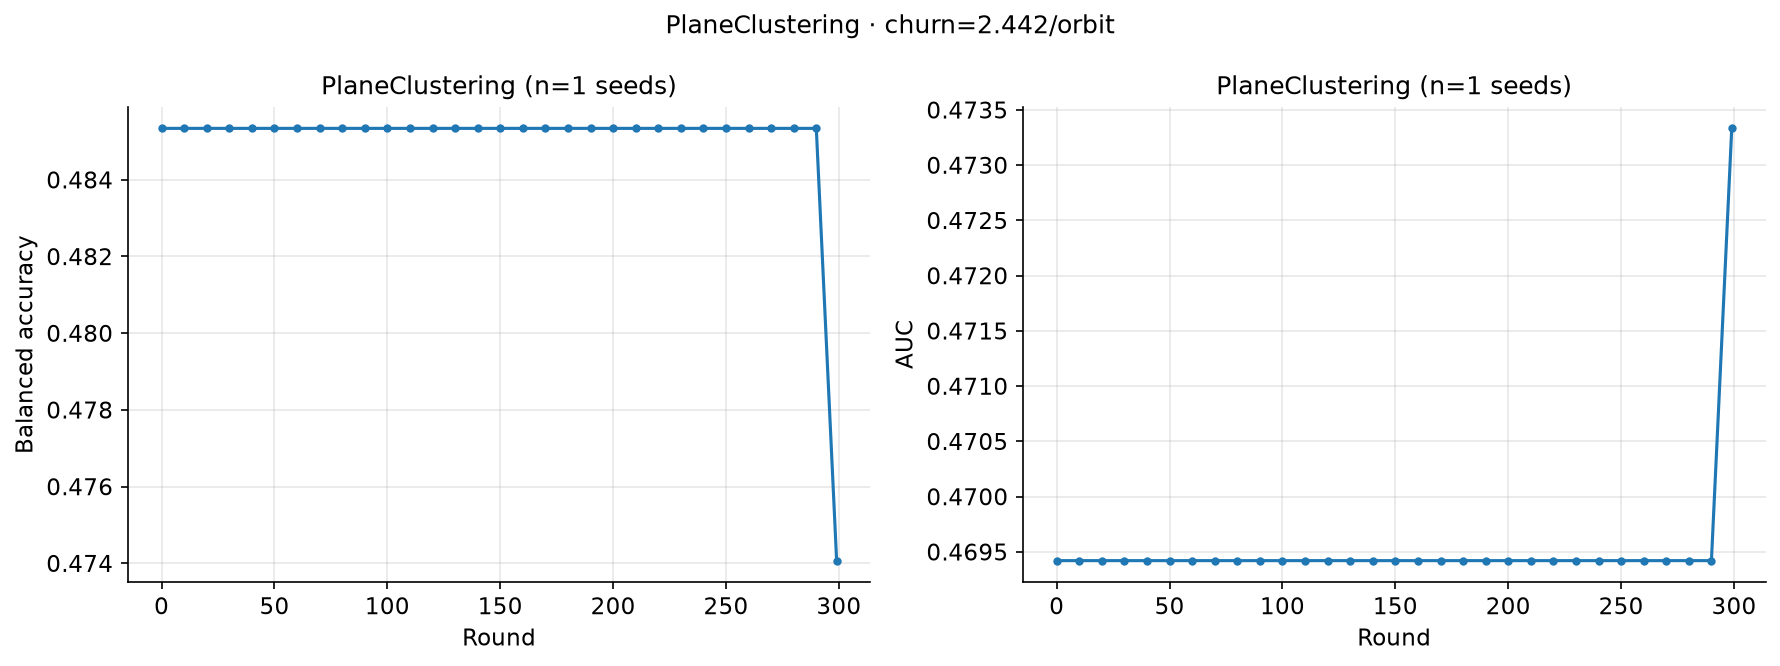 PlaneClustering · churn=2.442/orbit
PlaneClustering (n=1 seeds)
Balanced accuracy
0.484
0.482
0.480
0.478
0.476
0.474
0 50 100 150 200 250 300
Round
PlaneClustering (n=1 seeds)
AUC
0.4735
0.4730
0.4725
0.4720
0.4715
0.4710
0.4705
0.4700
0.4695
0 50 100 150 200 250 300
Round